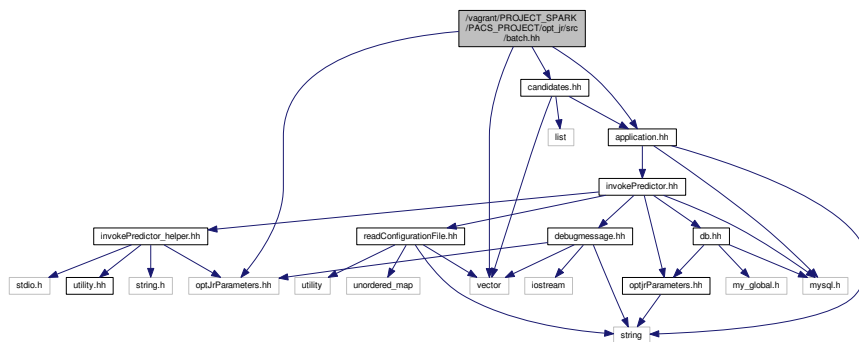 /vagrant/PROJECT_SPARK
/PACS_PROJECT/opt_jr/src
/batch.hh
candidates.hh
list
application.hh
invokePredictor.hh
invokePredictor_helper.hh
readConfigurationFile.hh
debugmessage.hh
db.hh
stdio.h
utility.hh
string.h
optJrParameters.hh
utility
unordered_map
vector
iostream
optjrParameters.hh
my_global.h
mysql.h
string